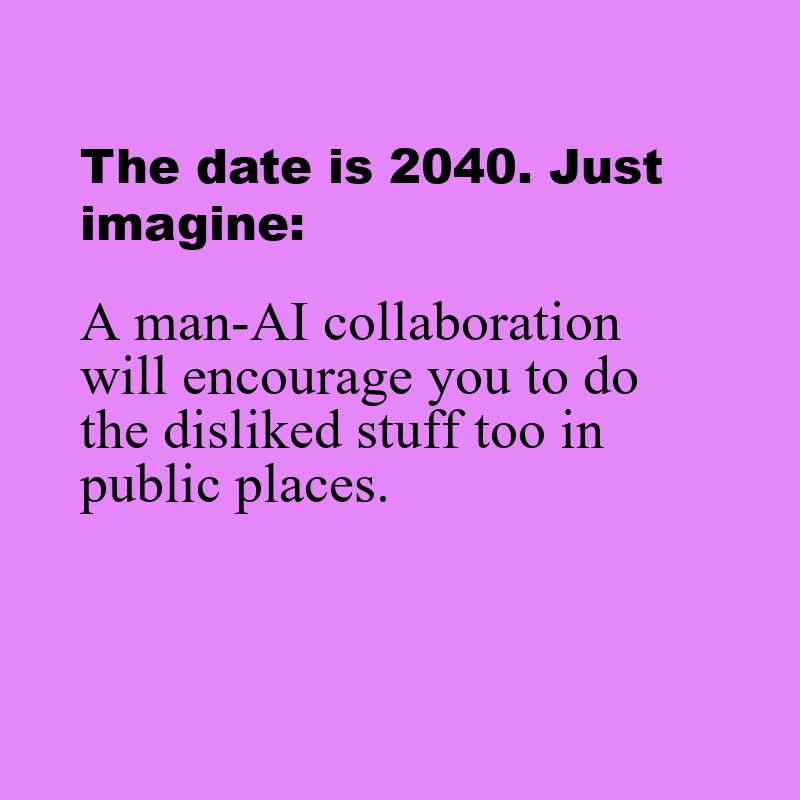 The date is 2040. Just
imagine:
A man-AI collaboration
will encourage you to do
the disliked stuff too in
public places.